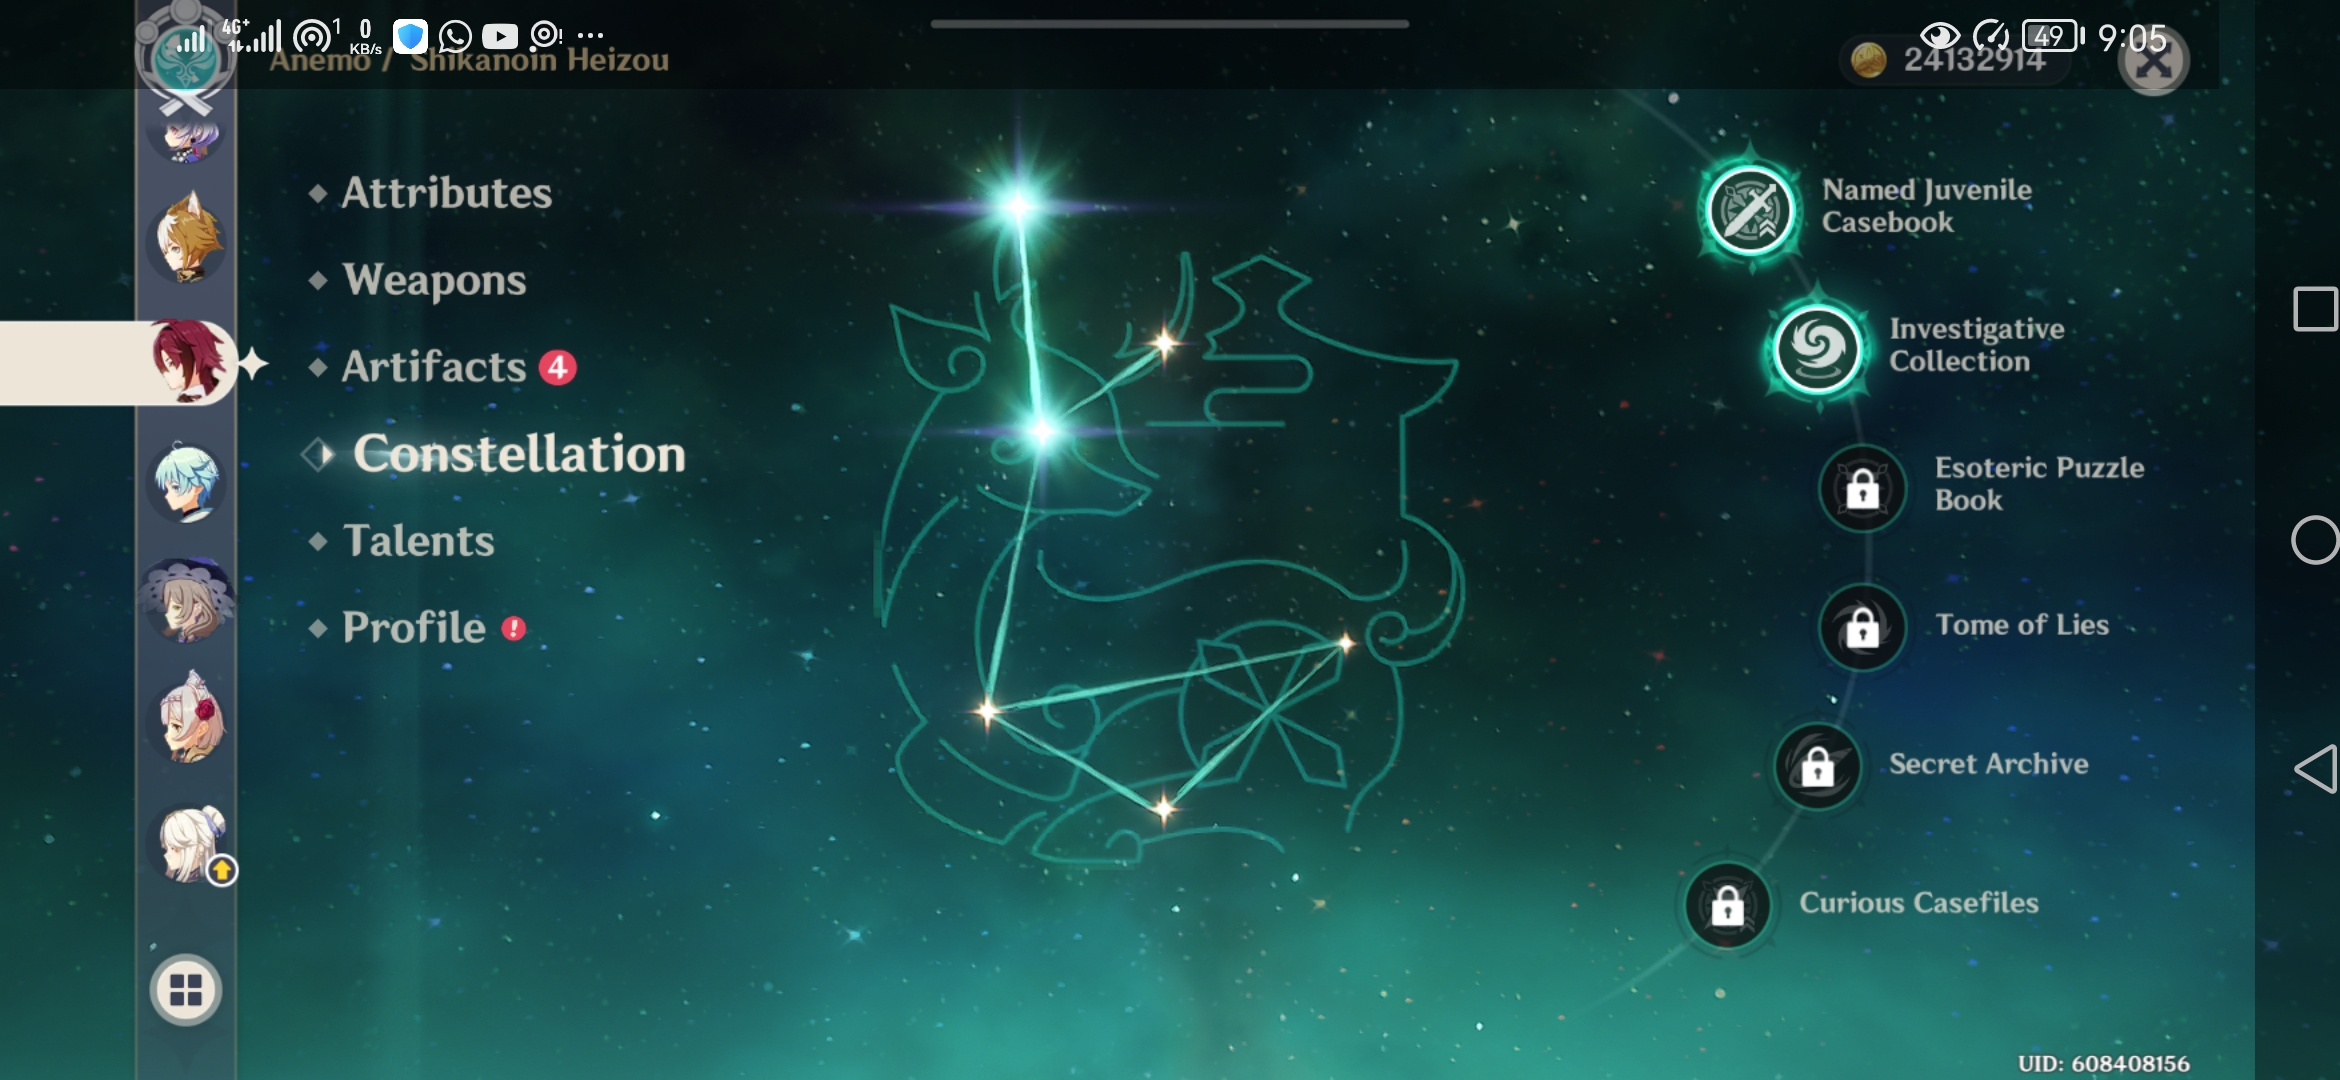 4G+
1
0
KB/s
49
9:05
Anemo / Shikanoin Heizou
24132914
Attributes
Weapons
Artifacts 4
Constellation
Talents
Profile !
Named Juvenile
Casebook
Investigative
Collection
Esoteric Puzzle
Book
Tome of Lies
Secret Archive
Curious Casefiles
UID: 608408156